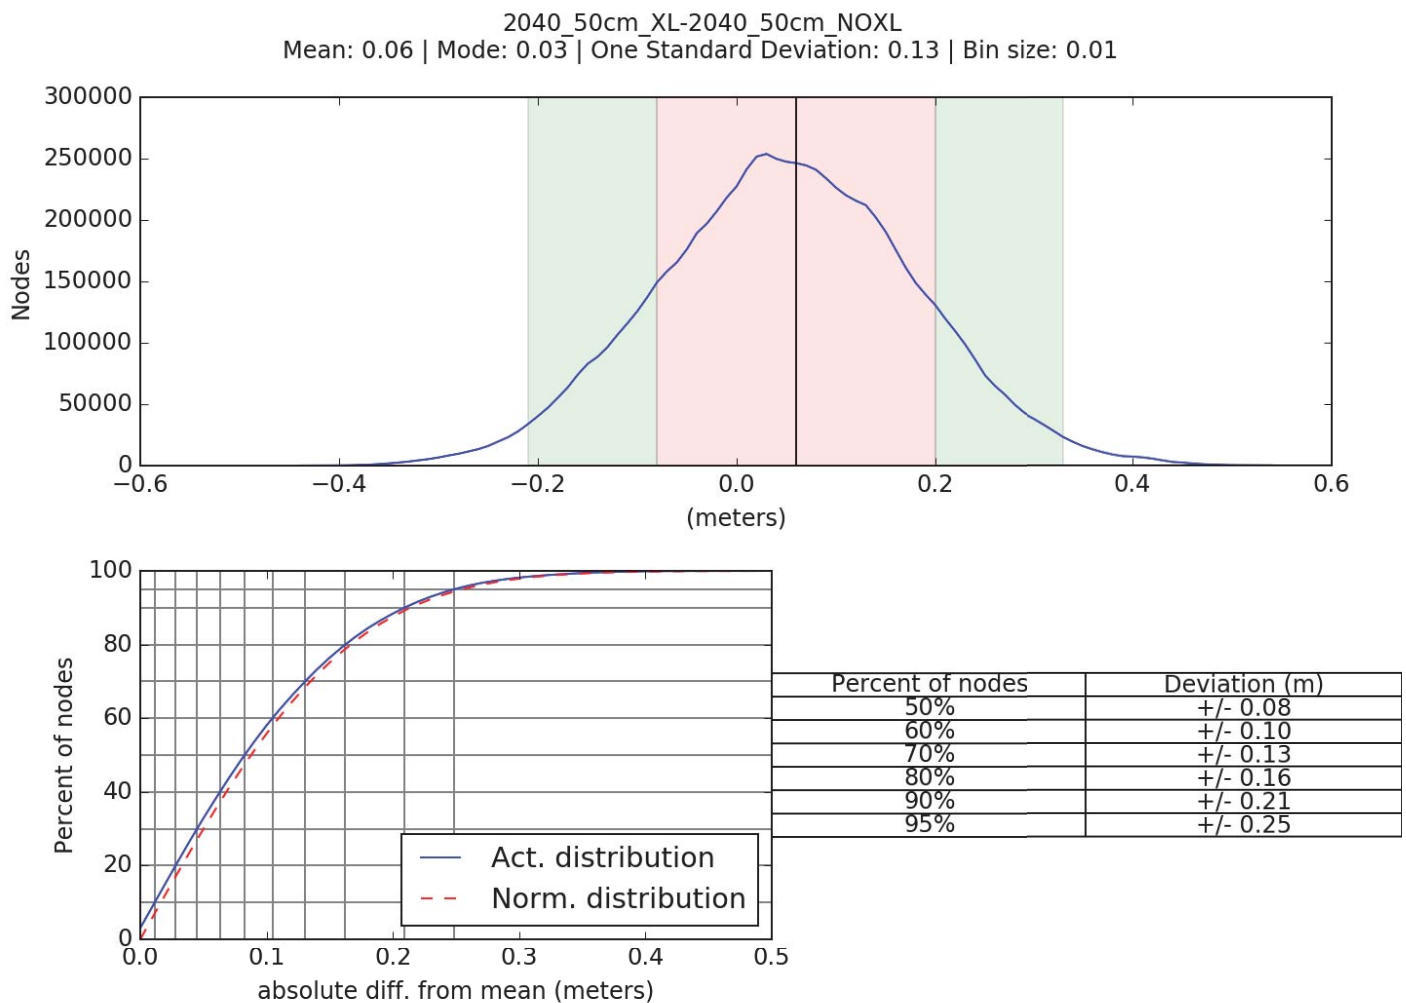 2040_50cm_XL-2040_50cm_NOXL
Mean: 0.06 | Mode: 0.03 | One Standard Deviation: 0.13 | Bin size: 0.01
300000
250000
200000
150000
100000
50000
0
Nodes
−0.6 −0.4 −0.2 0.0 0.2 0.4 0.6
(meters)
100
80
60
40
20
0
Percent of nodes
0.0 0.1 0.2 0.3 0.4 0.5
absolute diff. from mean (meters)
Act. distribution
Norm. distribution
Percent of nodes Deviation (m)
50% +/- 0.08
60% +/- 0.10
70% +/- 0.13
80% +/- 0.16
90% +/- 0.21
95% +/- 0.25